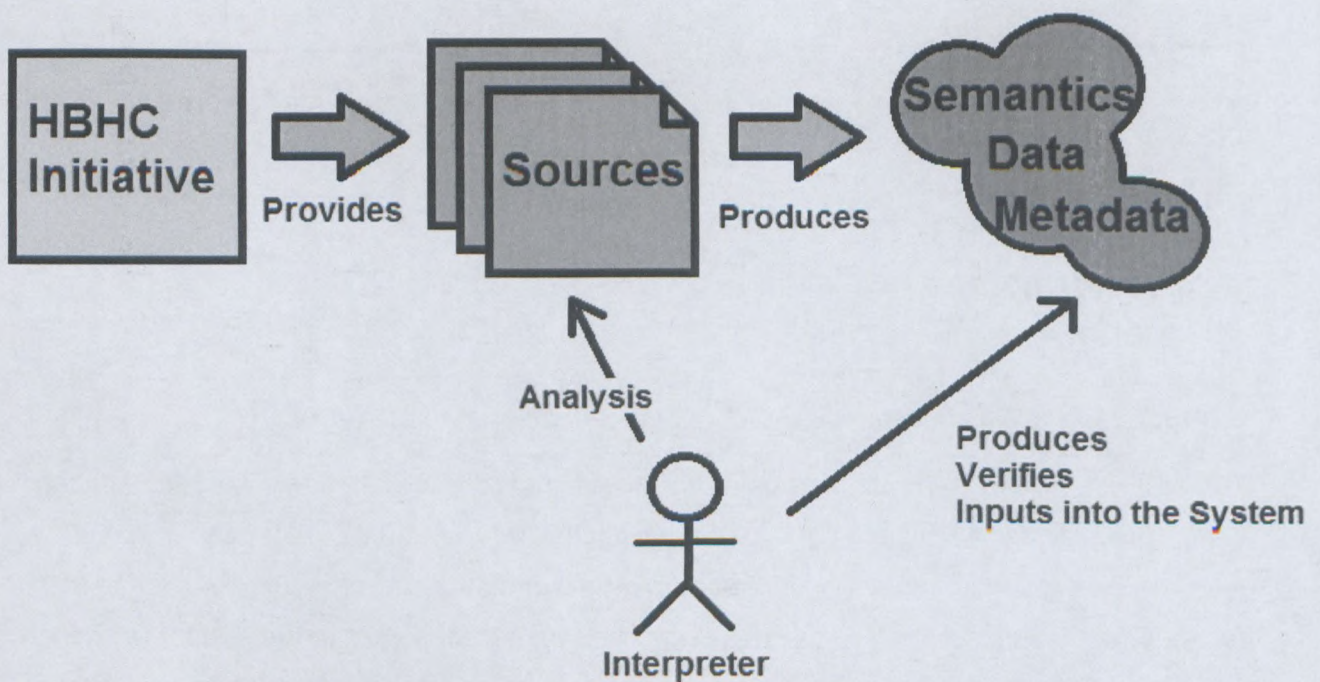 HBHC
Initiative
Provides
Sources
Produces
Semantics
Data
Metadata
Analysis
Produces
Verifies
Inputs into the System
Interpreter